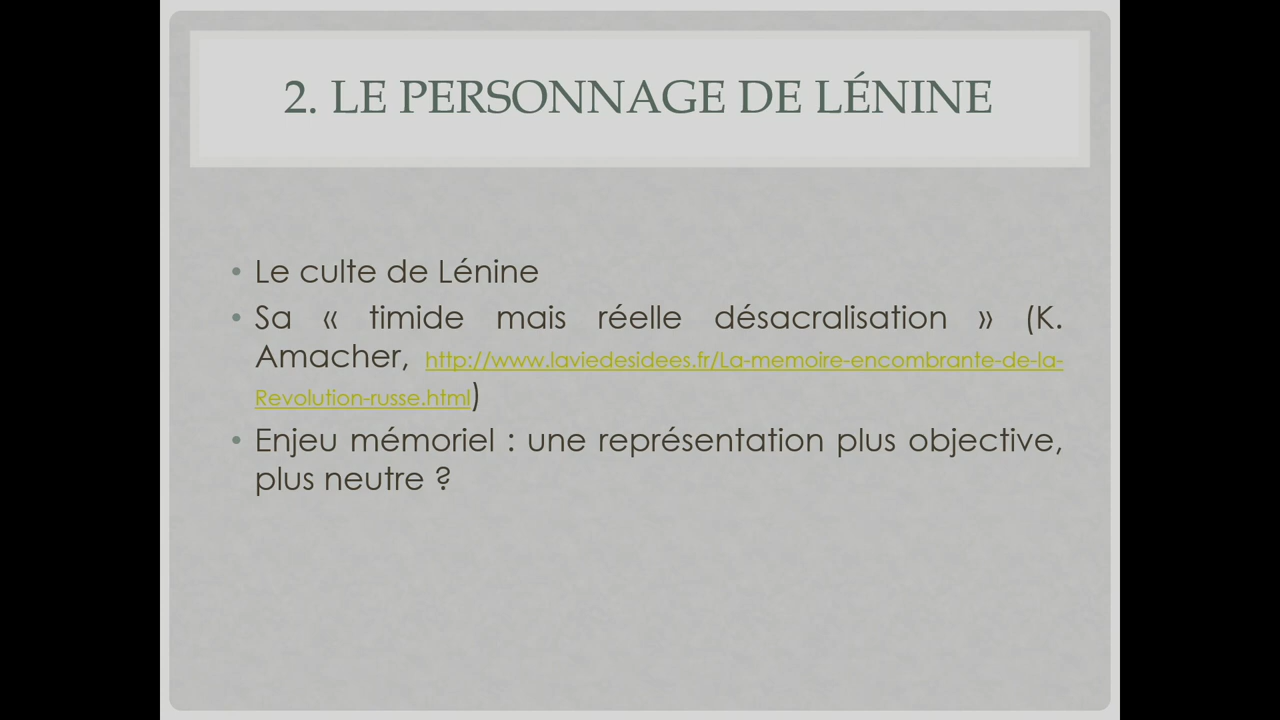 2. LE PERSONNAGE DE LÉNINE
• Le culte de Lénine
• Sa « timide mais réelle désacralisation » (K.
Amacher, http://www.laviedesidees.fr/La-memoire-encombrante-de-la-
Revolution-russe.html)
• Enjeu mémoriel : une représentation plus objective,
plus neutre ?